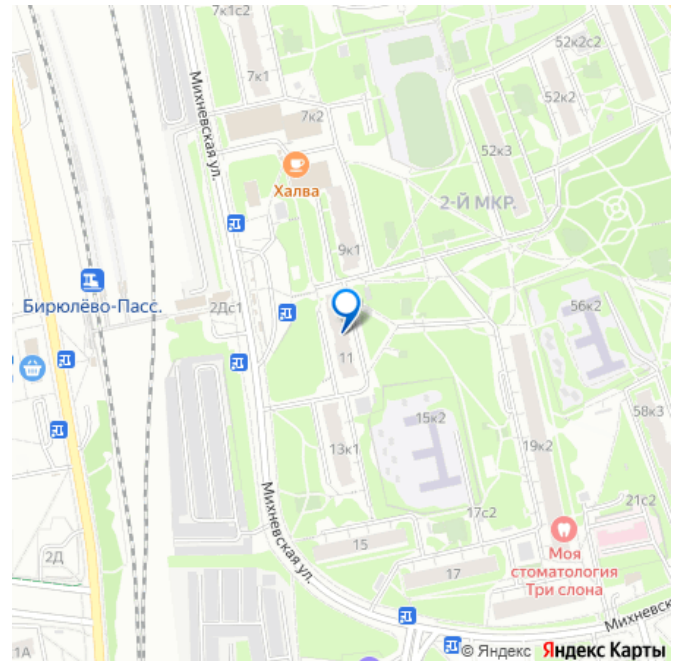 7к1с2
52к2с2
7к1
52к2
Михневская ул.
7к2
52к3
Халва
2-Й МКР.
9к1
Бирюлёво-Пасс.
2Дс1
56к2
11
58к3
15к2
13к1
19к2
21с2
17с2
Михневская ул.
15
Моя
стоматология
Три слона
2Д
17
Михневск
1А
© Яндекс Яндекс Карты